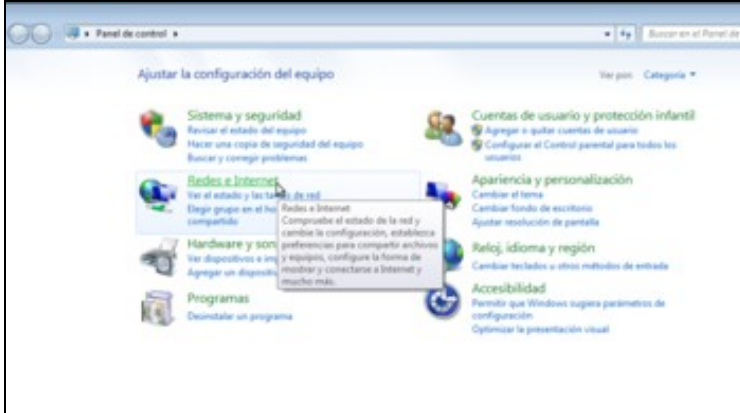 Panel de control
Buscar en el Panel de
Ajustar la configuración del equipo
Ver por: Categoría
Sistema y seguridad
Revisar el estado del equipo
Hacer una copia de seguridad del equipo
Buscar y corregir problemas
Redes e Internet
Ver el estado y las tareas de red
Elegir grupo en el ho
compartido
Redes e Internet
Compruebe el estado de la red y
cambie la configuración, establezca
preferencias para compartir archivos
y equipos, configure la forma de
mostrar y conectarse a Internet y
mucho más.
Hardware y son
Ver dispositivos e imp
Agregar un dispositiv
Programas
Desinstalar un programa
Cuentas de usuario y protección infantil
Agregar o quitar cuentas de usuario
Configurar el Control parental para todos los
usuarios
Apariencia y personalización
Cambiar el tema
Cambiar fondo de escritorio
Ajustar resolución de pantalla
Reloj, idioma y región
Cambiar teclados u otros métodos de entrada
Accesibilidad
Permitir que Windows sugiera parámetros de
configuración
Optimizar la presentación visual